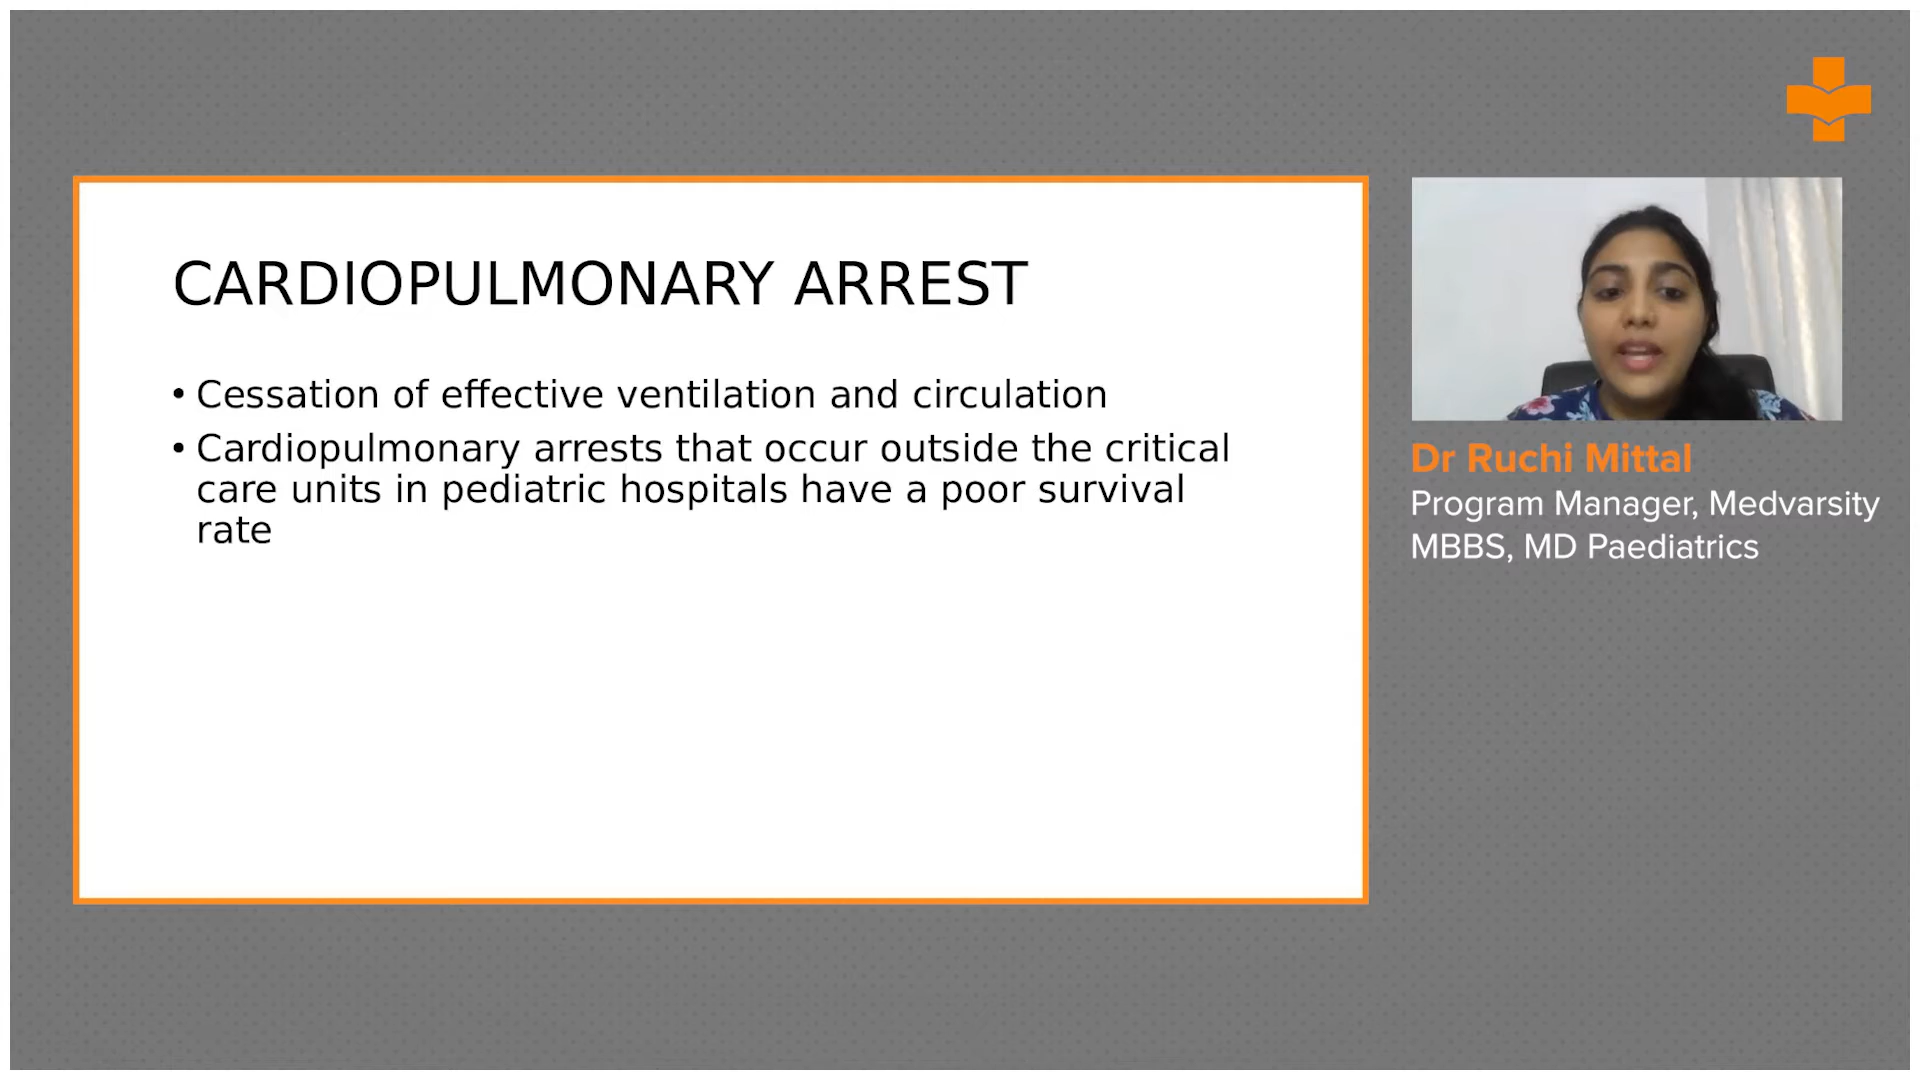 CARDIOPULMONARY ARREST
• Cessation of effective ventilation and circulation
• Cardiopulmonary arrests that occur outside the critical
care units in pediatric hospitals have a poor survival
rate
Dr Ruchi Mittal
Program Manager, Medvarsity
MBBS, MD Paediatrics